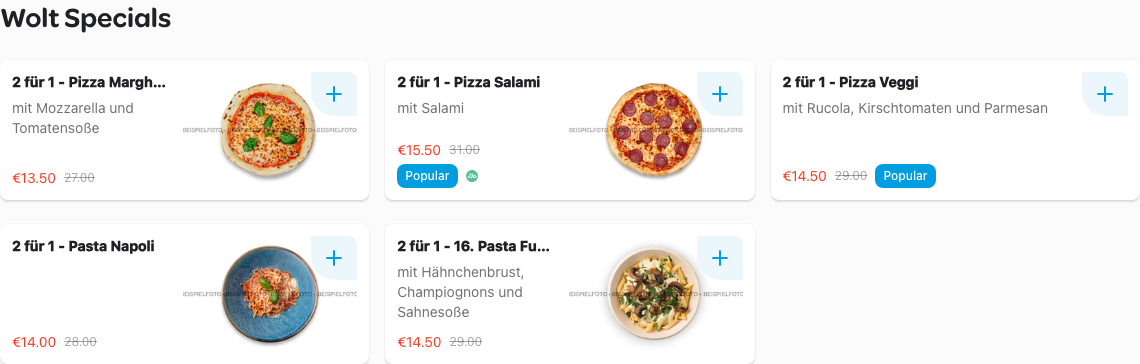 Wolt Specials
2 für 1 - Pizza Margh...
mit Mozzarella und
Tomatensoße
BEISPIELFOTO • BEISPIELFOTO • BEISPIELFOTO
€13.50 27.00
2 für 1 - Pizza Salami
mit Salami
BEISPIELFOTO • BEISPIELFOTO • BEISPIELFOTO
€15.50 31.00
Popular
2 für 1 - Pizza Veggi
mit Rucola, Kirschtomaten und Parmesan
€14.50 29.00 Popular
2 für 1 - Pasta Napoli
BEISPIELFOTO • BEISPIELFOTO • BEISPIELFOTO
€14.00 28.00
2 für 1 - 16. Pasta Fu...
mit Hähnchenbrust,
Champiognons und
Sahnesoße
BEISPIELFOTO • BEISPIELFOTO • BEISPIELFOTO
€14.50 29.00